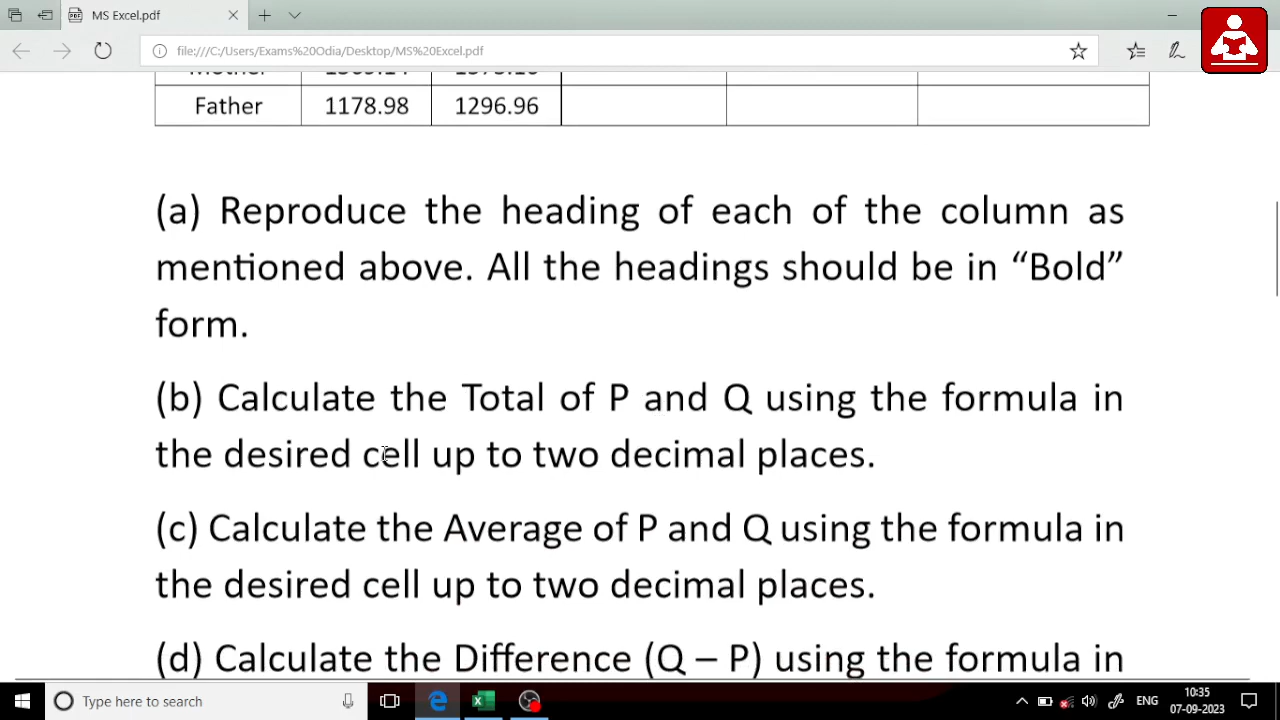 MS Excel.pdf
file:///C:/Users/Exams%20Odia/Desktop/MS%20Excel.pdf
Father 1178.98 1296.96
(a) Reproduce the heading of each of the column as
mentioned above. All the headings should be in “Bold”
form.
(b) Calculate the Total of P and Q using the formula in
the desired cell up to two decimal places.
(c) Calculate the Average of P and Q using the formula in
the desired cell up to two decimal places.
(d) Calculate the Difference (Q – P) using the formula in
Type here to search
ENG
10:35
07-09-2023